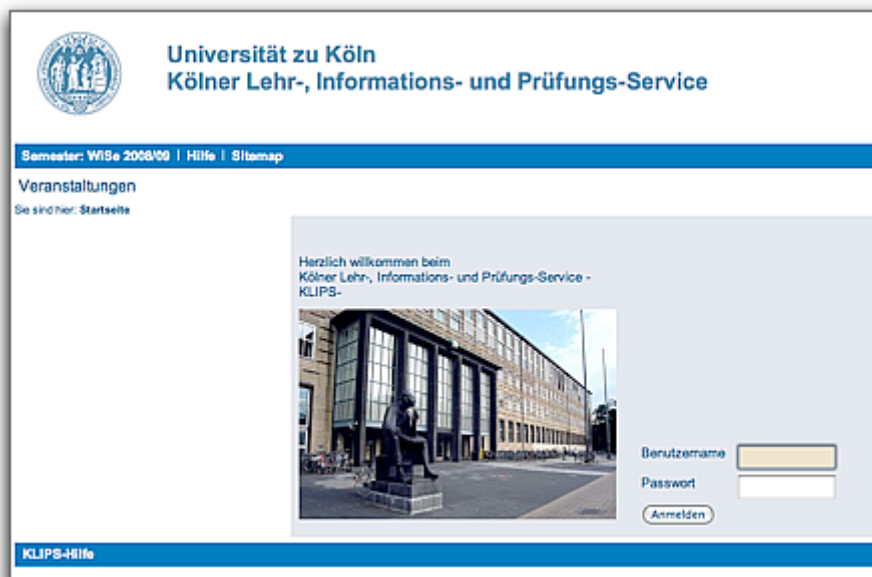 Universität zu Köln
Kölner Lehr-, Informations- und Prüfungs-Service
Semester: WiSe 2008/09 | Hilfe | Sitemap
Veranstaltungen
Sie sind hier: Startseite
Herzlich willkommen beim
Kölner Lehr-, Informations- und Prüfungs-Service -
KLIPS-
Benutzername
Passwort
Anmelden
KLIPS-Hilfe